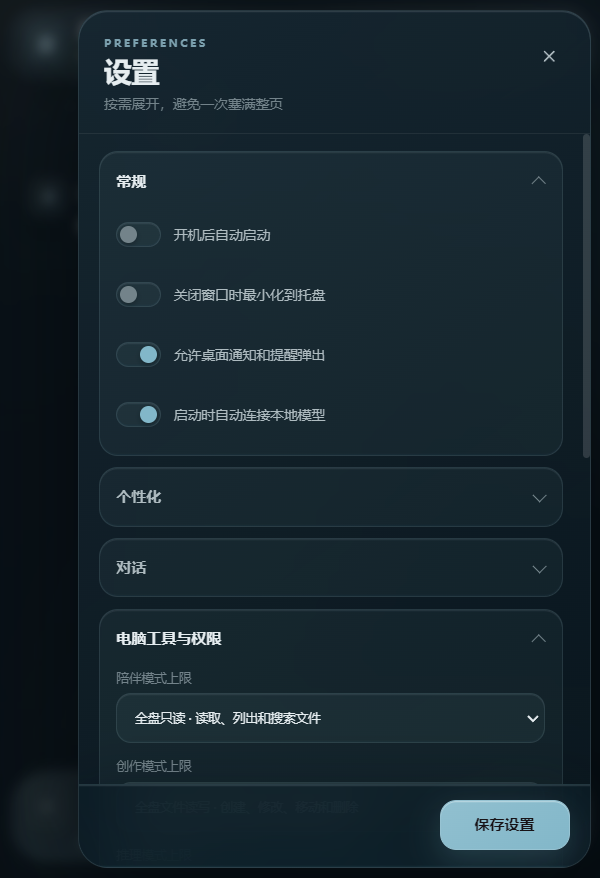 PREFERENCES
设置
按需展开，避免一次塞满整页
常规
开机后自动启动
关闭窗口时最小化到托盘
允许桌面通知和提醒弹出
启动时自动连接本地模型
个性化
对话
电脑工具与权限
陪伴模式上限
全盘只读 · 读取、列出和搜索文件
创作模式上限
保存设置